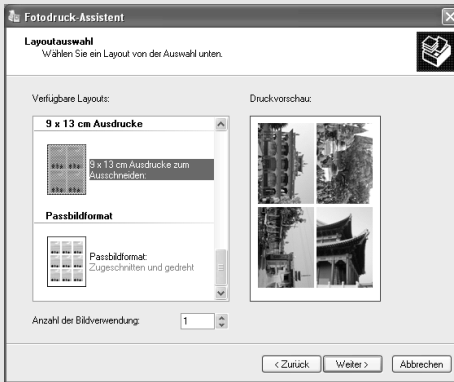 Fotodruck-Assistent
Layoutauswahl
Wählen Sie ein Layout von der Auswahl unten.
Verfügbare Layouts:
Druckvorschau:
9 x 13 cm Ausdrucke
9 x 13 cm Ausdrucke zum
Ausschneiden:
Passbildformat
Passbildformat:
Zugeschnitten und gedreht
Anzahl der Bildverwendung:
1
< Zurück
Weiter >
Abbrechen